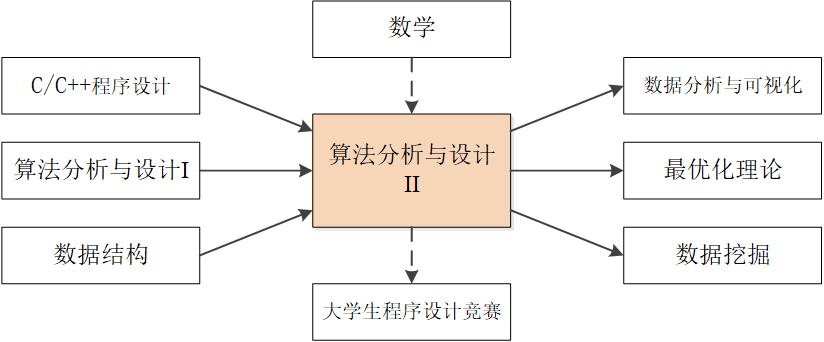 数学
C/C++程序设计
数据分析与可视化
算法分析与设计I
算法分析与设计
II
最优化理论
数据结构
数据挖掘
大学生程序设计竞赛